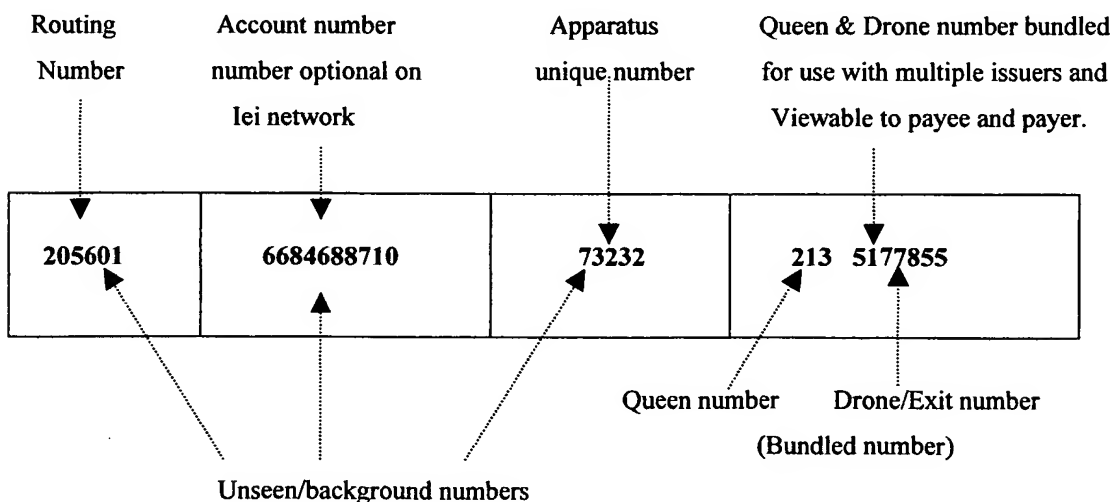 Routing
Number
Account number
number optional on
Iei network
Apparatus
unique number
Queen & Drone number bundled
for use with multiple issuers and
Viewable to payee and payer.
205601
6684688710
73232
213 5177855
Queen number
Drone/Exit number
(Bundled number)
Unseen/background numbers